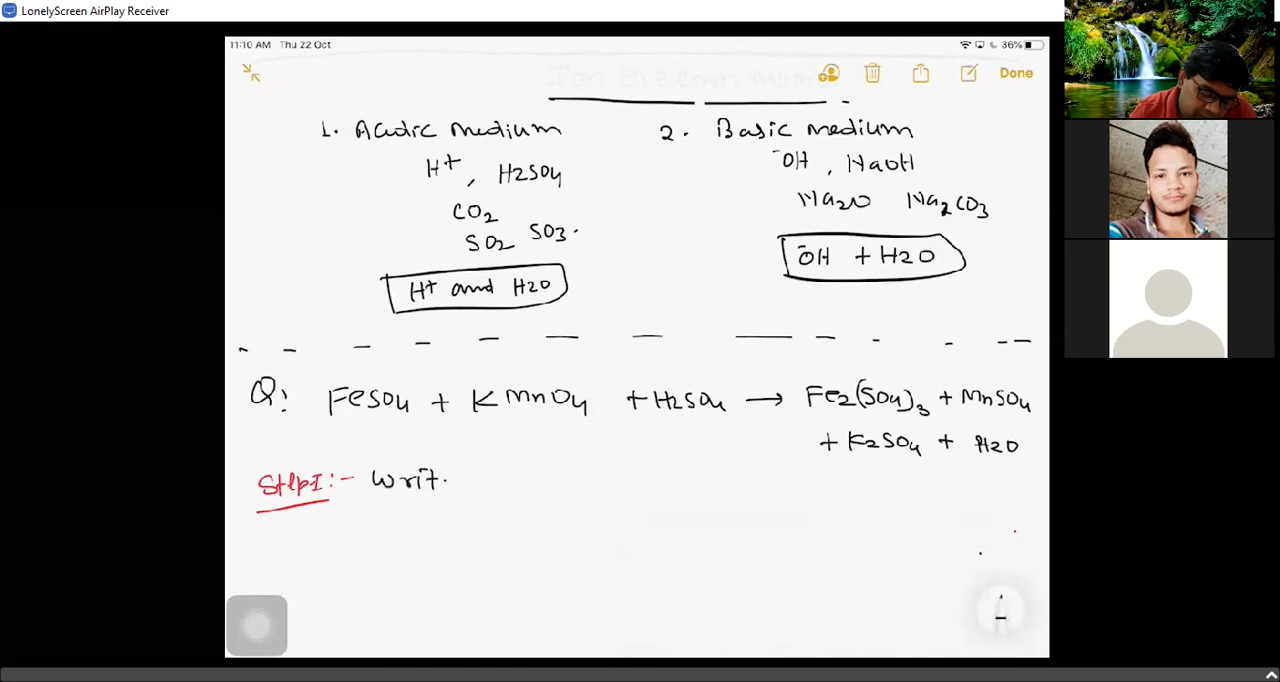 LonelyScreen AirPlay Receiver
11:10 AM Thu 22 Oct
36%
Done
1. Acidic medium
2. Basic medium
H+, H2SO4
-OH, NaOH
CO2
Na2O Na2CO3
SO2 SO3.
H+ and H2O
-OH + H2O
Q: FeSO4 + KMnO4 + H2SO4 → Fe2(SO4)3 + MnSO4
+ K2SO4 + H2O
StepI:- Writ